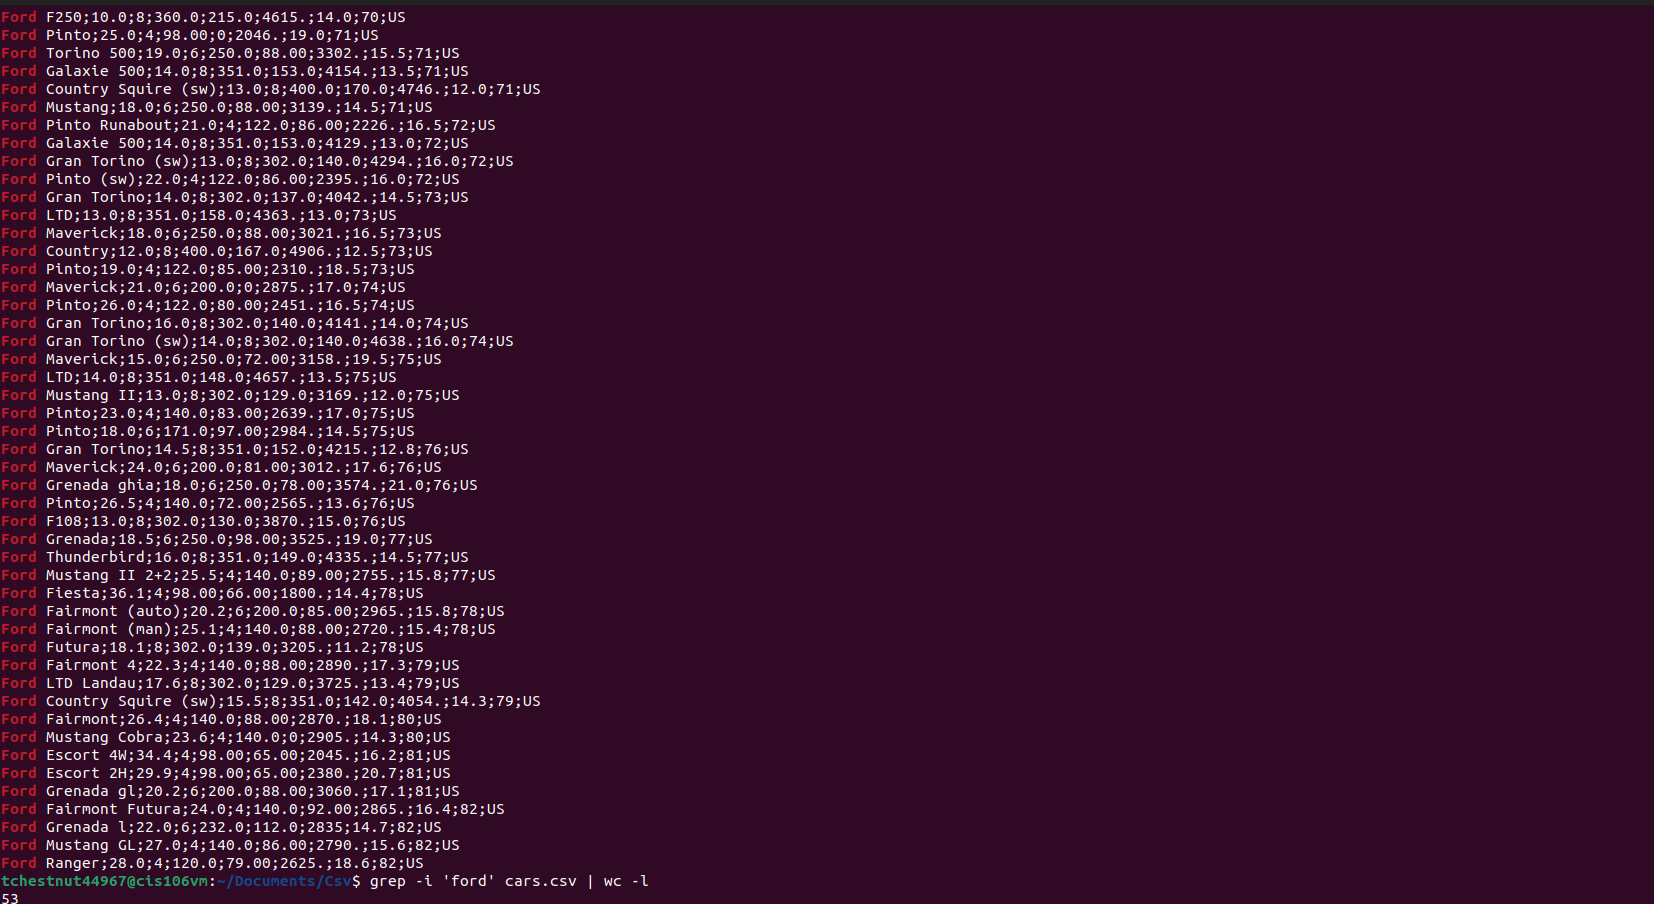 Ford F250;10.0;8;360.0;215.0;4615.;14.0;70;US
Ford Pinto;25.0;4;98.00;0;2046.;19.0;71;US
Ford Torino 500;19.0;6;250.0;88.00;3302.;15.5;71;US
Ford Galaxie 500;14.0;8;351.0;153.0;4154.;13.5;71;US
Ford Country Squire (sw);13.0;8;400.0;170.0;4746.;12.0;71;US
Ford Mustang;18.0;6;250.0;88.00;3139.;14.5;71;US
Ford Pinto Runabout;21.0;4;122.0;86.00;2226.;16.5;72;US
Ford Galaxie 500;14.0;8;351.0;153.0;4129.;13.0;72;US
Ford Gran Torino (sw);13.0;8;302.0;140.0;4294.;16.0;72;US
Ford Pinto (sw);22.0;4;122.0;86.00;2395.;16.0;72;US
Ford Gran Torino;14.0;8;302.0;137.0;4042.;14.5;73;US
Ford LTD;13.0;8;351.0;158.0;4363.;13.0;73;US
Ford Maverick;18.0;6;250.0;88.00;3021.;16.5;73;US
Ford Country;12.0;8;400.0;167.0;4906.;12.5;73;US
Ford Pinto;19.0;4;122.0;85.00;2310.;18.5;73;US
Ford Maverick;21.0;6;200.0;0;2875.;17.0;74;US
Ford Pinto;26.0;4;122.0;80.00;2451.;16.5;74;US
Ford Gran Torino;16.0;8;302.0;140.0;4141.;14.0;74;US
Ford Gran Torino (sw);14.0;8;302.0;140.0;4638.;16.0;74;US
Ford Maverick;15.0;6;250.0;72.00;3158.;19.5;75;US
Ford LTD;14.0;8;351.0;148.0;4657.;13.5;75;US
Ford Mustang II;13.0;8;302.0;129.0;3169.;12.0;75;US
Ford Pinto;23.0;4;140.0;83.00;2639.;17.0;75;US
Ford Pinto;18.0;6;171.0;97.00;2984.;14.5;75;US
Ford Gran Torino;14.5;8;351.0;152.0;4215.;12.8;76;US
Ford Maverick;24.0;6;200.0;81.00;3012.;17.6;76;US
Ford Grenada ghia;18.0;6;250.0;78.00;3574.;21.0;76;US
Ford Pinto;26.5;4;140.0;72.00;2565.;13.6;76;US
Ford F108;13.0;8;302.0;130.0;3870.;15.0;76;US
Ford Grenada;18.5;6;250.0;98.00;3525.;19.0;77;US
Ford Thunderbird;16.0;8;351.0;149.0;4335.;14.5;77;US
Ford Mustang II 2+2;25.5;4;140.0;89.00;2755.;15.8;77;US
Ford Fiesta;36.1;4;98.00;66.00;1800.;14.4;78;US
Ford Fairmont (auto);20.2;6;200.0;85.00;2965.;15.8;78;US
Ford Fairmont (man);25.1;4;140.0;88.00;2720.;15.4;78;US
Ford Futura;18.1;8;302.0;139.0;3205.;11.2;78;US
Ford Fairmont 4;22.3;4;140.0;88.00;2890.;17.3;79;US
Ford LTD Landau;17.6;8;302.0;129.0;3725.;13.4;79;US
Ford Country Squire (sw);15.5;8;351.0;142.0;4054.;14.3;79;US
Ford Fairmont;26.4;4;140.0;88.00;2870.;18.1;80;US
Ford Mustang Cobra;23.6;4;140.0;0;2905.;14.3;80;US
Ford Escort 4W;34.4;4;98.00;65.00;2045.;16.2;81;US
Ford Escort 2H;29.9;4;98.00;65.00;2380.;20.7;81;US
Ford Grenada gl;20.2;6;200.0;88.00;3060.;17.1;81;US
Ford Fairmont Futura;24.0;4;140.0;92.00;2865.;16.4;82;US
Ford Grenada l;22.0;6;232.0;112.0;2835;14.7;82;US
Ford Mustang GL;27.0;4;140.0;86.00;2790.;15.6;82;US
Ford Ranger;28.0;4;120.0;79.00;2625.;18.6;82;US
tchestnut44967@cis106vm:~/Documents/Csv$ grep -i 'ford' cars.csv | wc -l
53